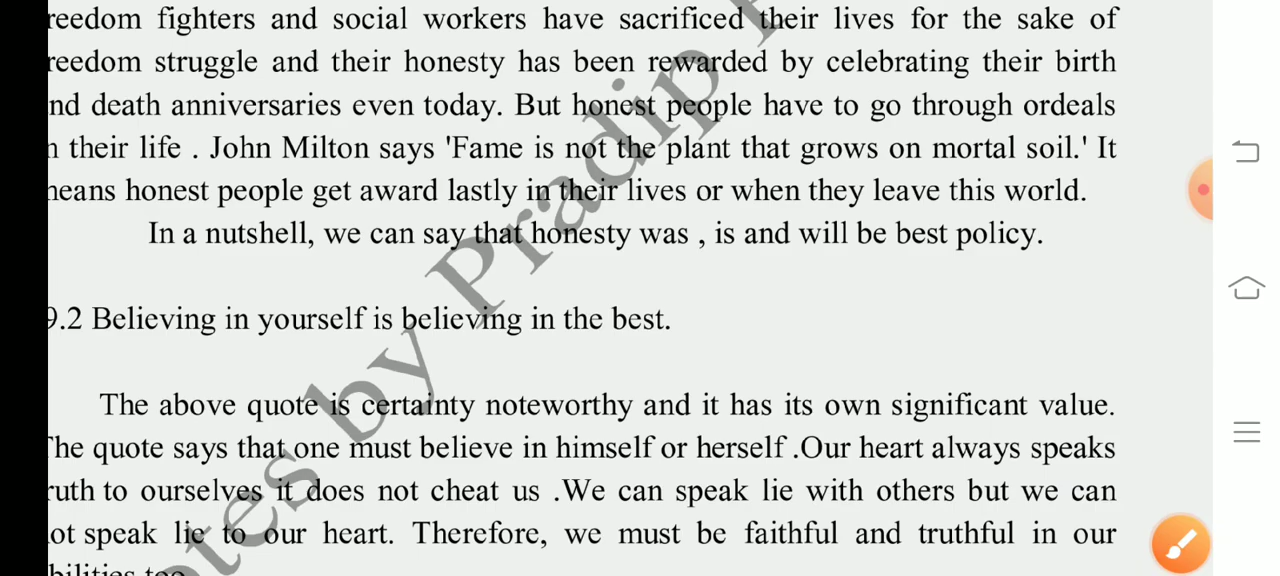 reedom fighters and social workers have sacrificed their lives for the sake of
reedom struggle and their honesty has been rewarded by celebrating their birth
nd death anniversaries even today. But honest people have to go through ordeals
n their life . John Milton says 'Fame is not the plant that grows on mortal soil.' It
neans honest people get award lastly in their lives or when they leave this world.
In a nutshell, we can say that honesty was , is and will be best policy.
9.2 Believing in yourself is believing in the best.
The above quote is certainty noteworthy and it has its own significant value.
The quote says that one must believe in himself or herself .Our heart always speaks
ruth to ourselves it does not cheat us .We can speak lie with others but we can
ot speak lie to our heart. Therefore, we must be faithful and truthful in our
bilities too
otes by Pradip P